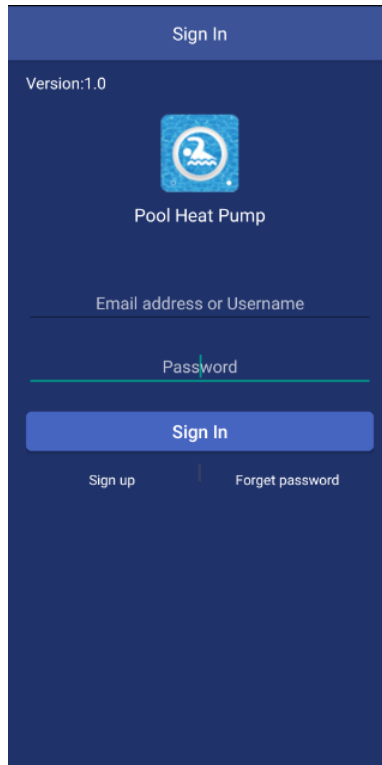 Sign In
Version:1.0
Pool Heat Pump
Email address or Username
Password
Sign In
Sign up
Forget password